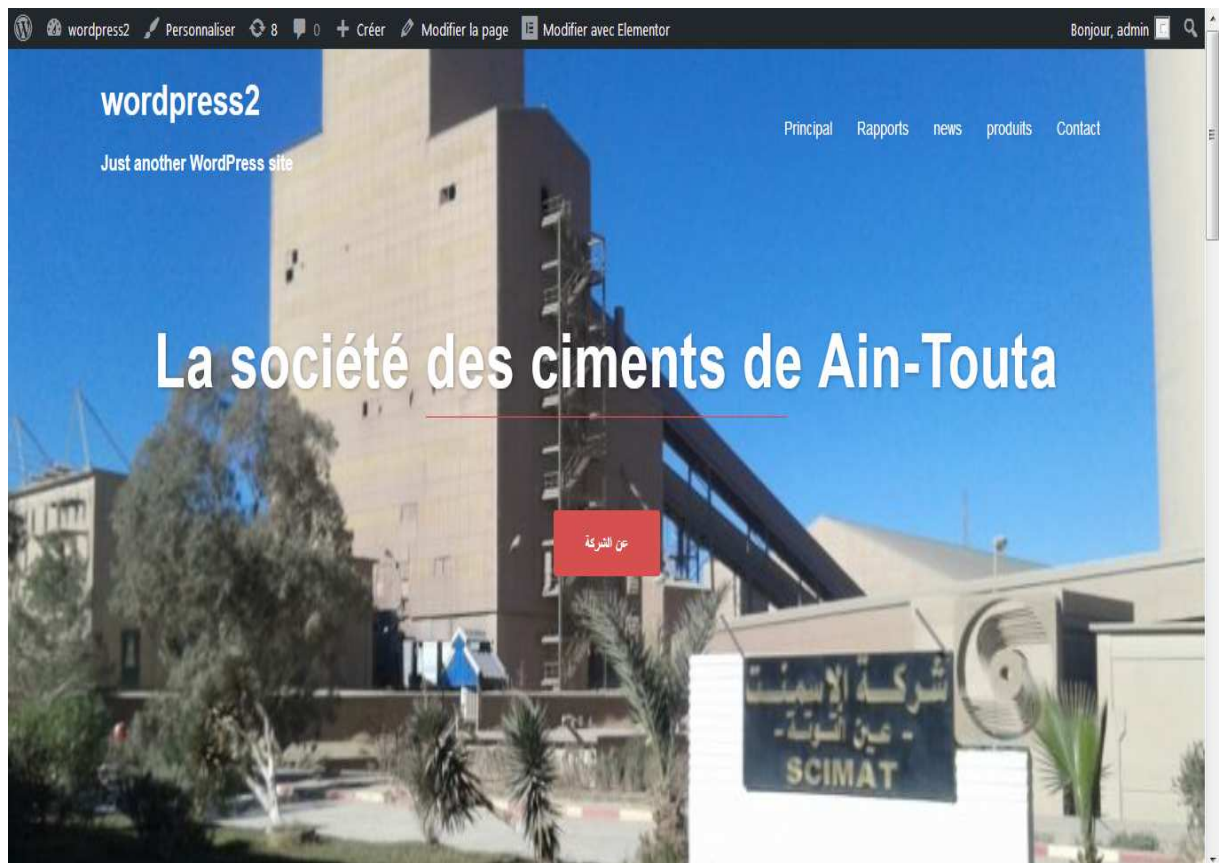 wordpress2 Personnaliser 8 0 Créer Modifier la page Modifier avec Elementor Bonjour, admin
wordpress2
Principal Rapports news produits Contact
Just another WordPress site
La société des ciments de Ain-Touta
عن الشركة
شركة الإسمنت
- عين التوتة -
SCIMAT